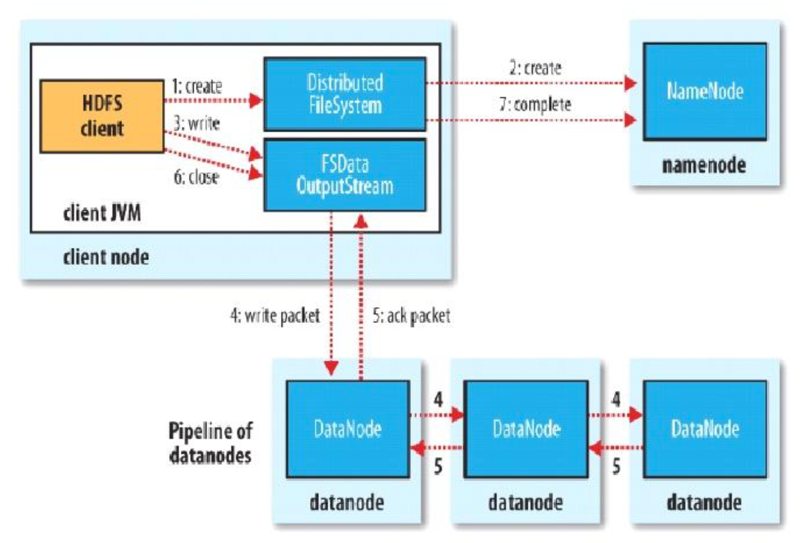 HDFS
client
1: create
3: write
6: close
Distributed
FileSystem
FSData
OutputStream
client JVM
client node
2: create
7: complete
NameNode
namenode
4: write packet
5: ack packet
Pipeline of
datanodes
DataNode
4
5
DataNode
4
5
DataNode
datanode
datanode
datanode